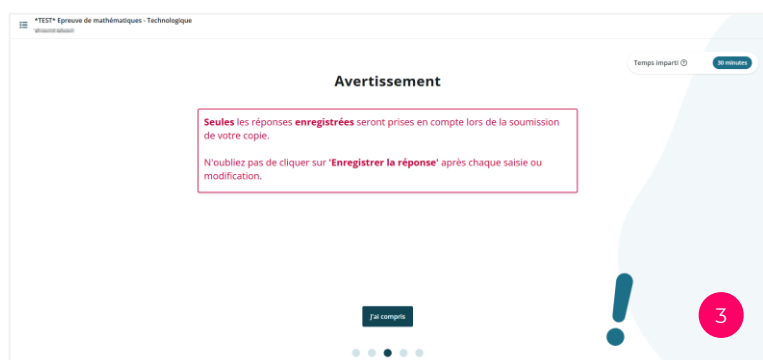 *TEST* Epreuve de mathématiques - Technologique
Temps imparti ?
30 minutes
Avertissement
Seules les réponses enregistrées seront prises en compte lors de la soumission
de votre copie.
N'oubliez pas de cliquer sur 'Enregistrer la réponse' après chaque saisie ou
modification.
J'ai compris
!
3